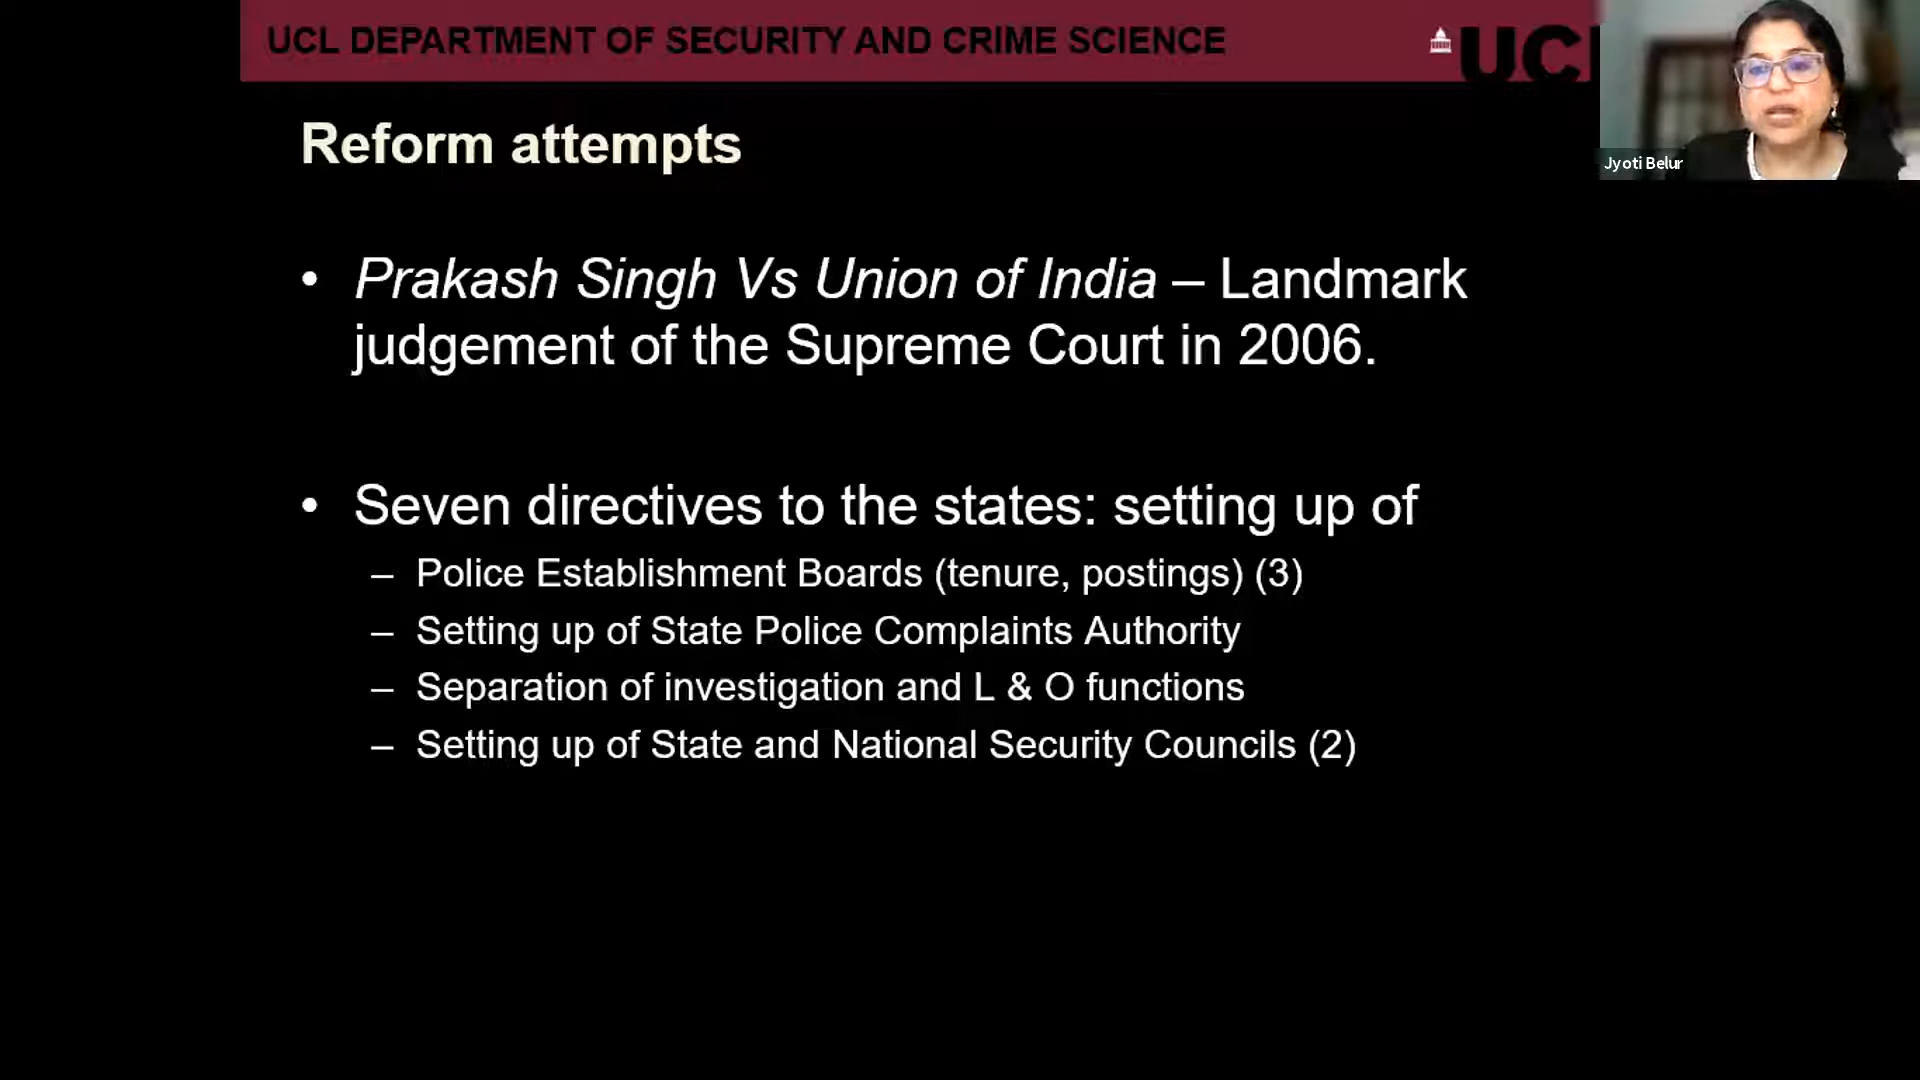 UCL DEPARTMENT OF SECURITY AND CRIME SCIENCE
UCL
Jyoti Belur
Reform attempts
• Prakash Singh Vs Union of India – Landmark
judgement of the Supreme Court in 2006.
• Seven directives to the states: setting up of
– Police Establishment Boards (tenure, postings) (3)
– Setting up of State Police Complaints Authority
– Separation of investigation and L & O functions
– Setting up of State and National Security Councils (2)